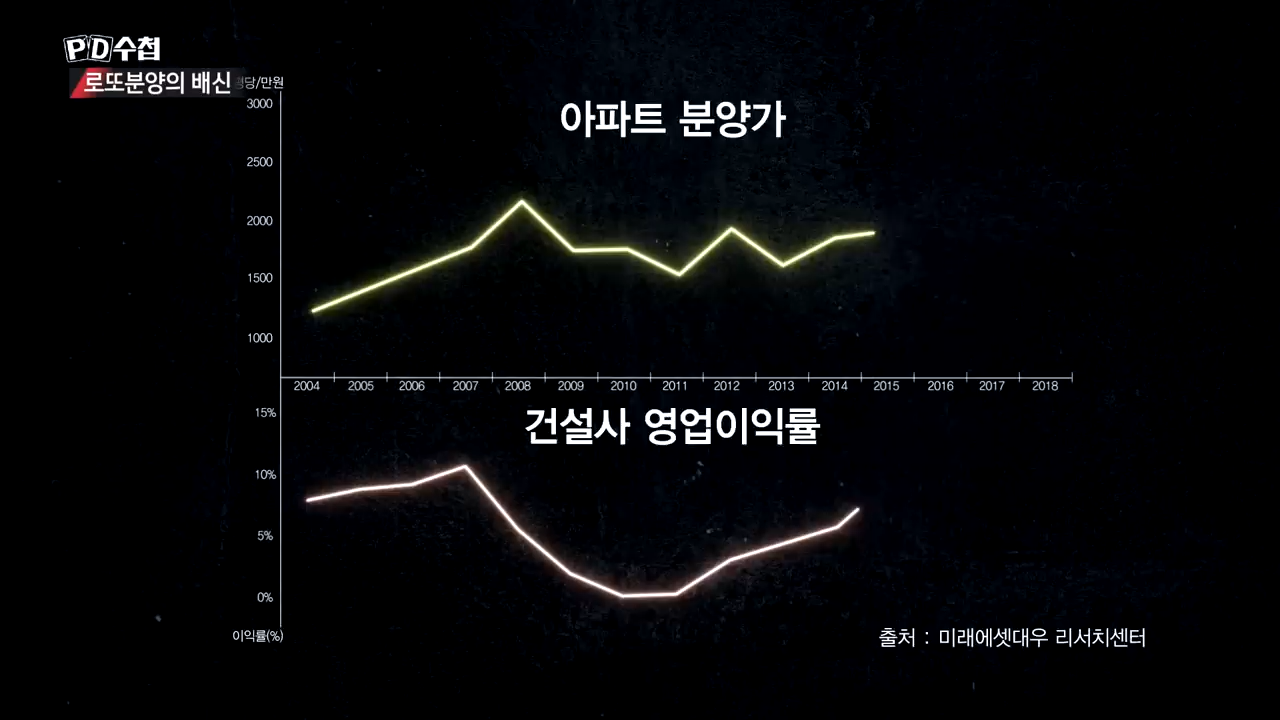 PD수첩
로또분양의 배신
당/만원
아파트 분양가
3000
2500
2000
1500
1000
2004 2005 2006 2007 2008 2009 2010 2011 2012 2013 2014 2015 2016 2017 2018
건설사 영업이익률
15%
10%
5%
0%
이익률(%)
출처 : 미래에셋대우 리서치센터